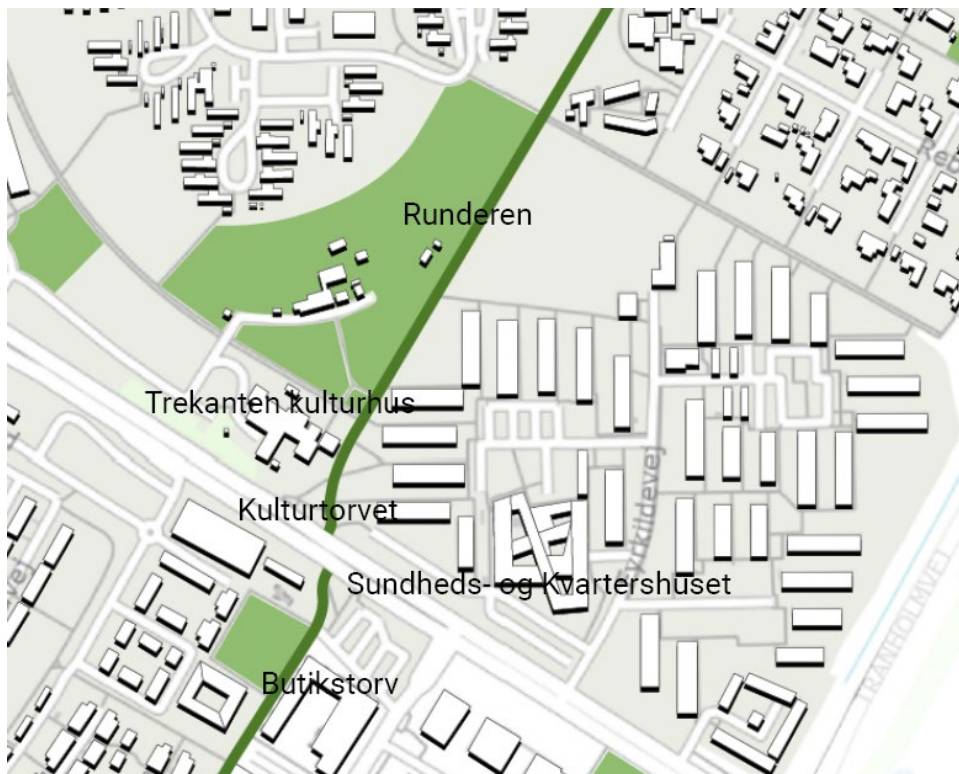 Runderen
Trekanten kulturhus
Kulturtorvet
Sundheds- og Kvartershuset
Butikstorv
TRANHOLMVEJ